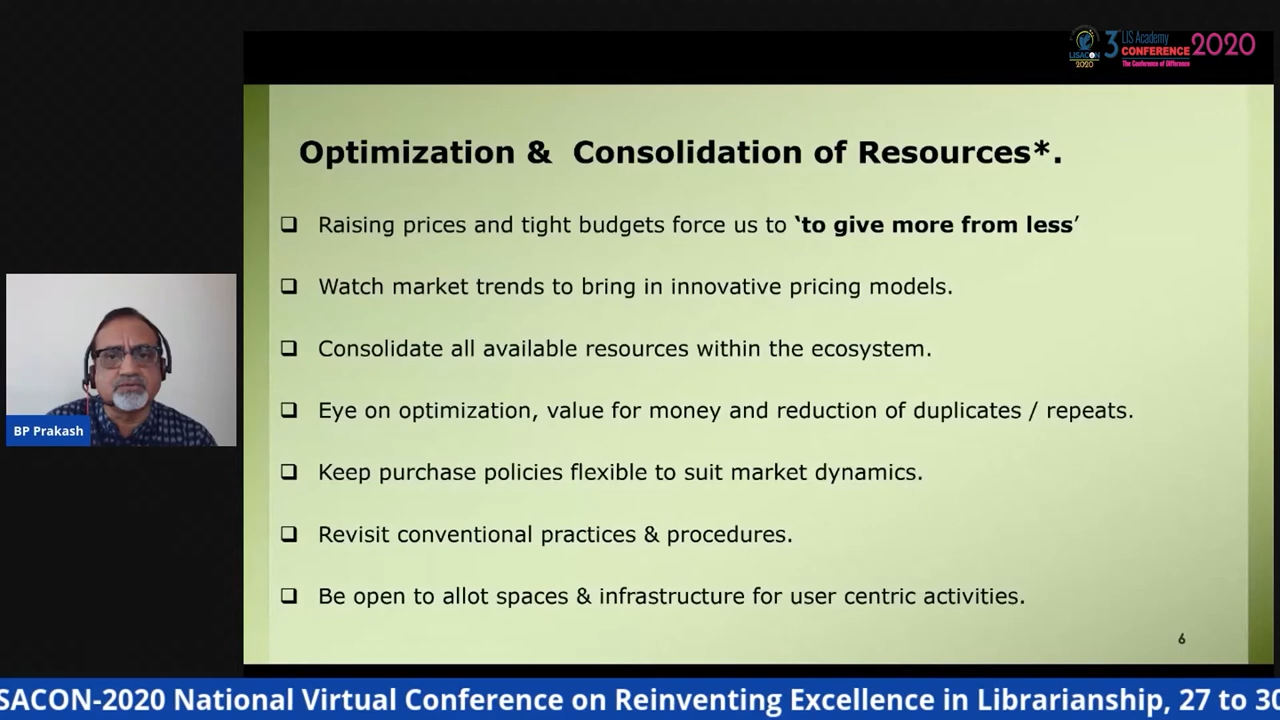 3rd LIS Academy
CONFERENCE 2020
The Conference of Difference
LISACON
2020
Optimization & Consolidation of Resources*.
❑ Raising prices and tight budgets force us to ‘to give more from less’
❑ Watch market trends to bring in innovative pricing models.
❑ Consolidate all available resources within the ecosystem.
❑ Eye on optimization, value for money and reduction of duplicates / repeats.
❑ Keep purchase policies flexible to suit market dynamics.
❑ Revisit conventional practices & procedures.
❑ Be open to allot spaces & infrastructure for user centric activities.
BP Prakash
6
SACON-2020 National Virtual Conference on Reinventing Excellence in Librarianship, 27 to 30